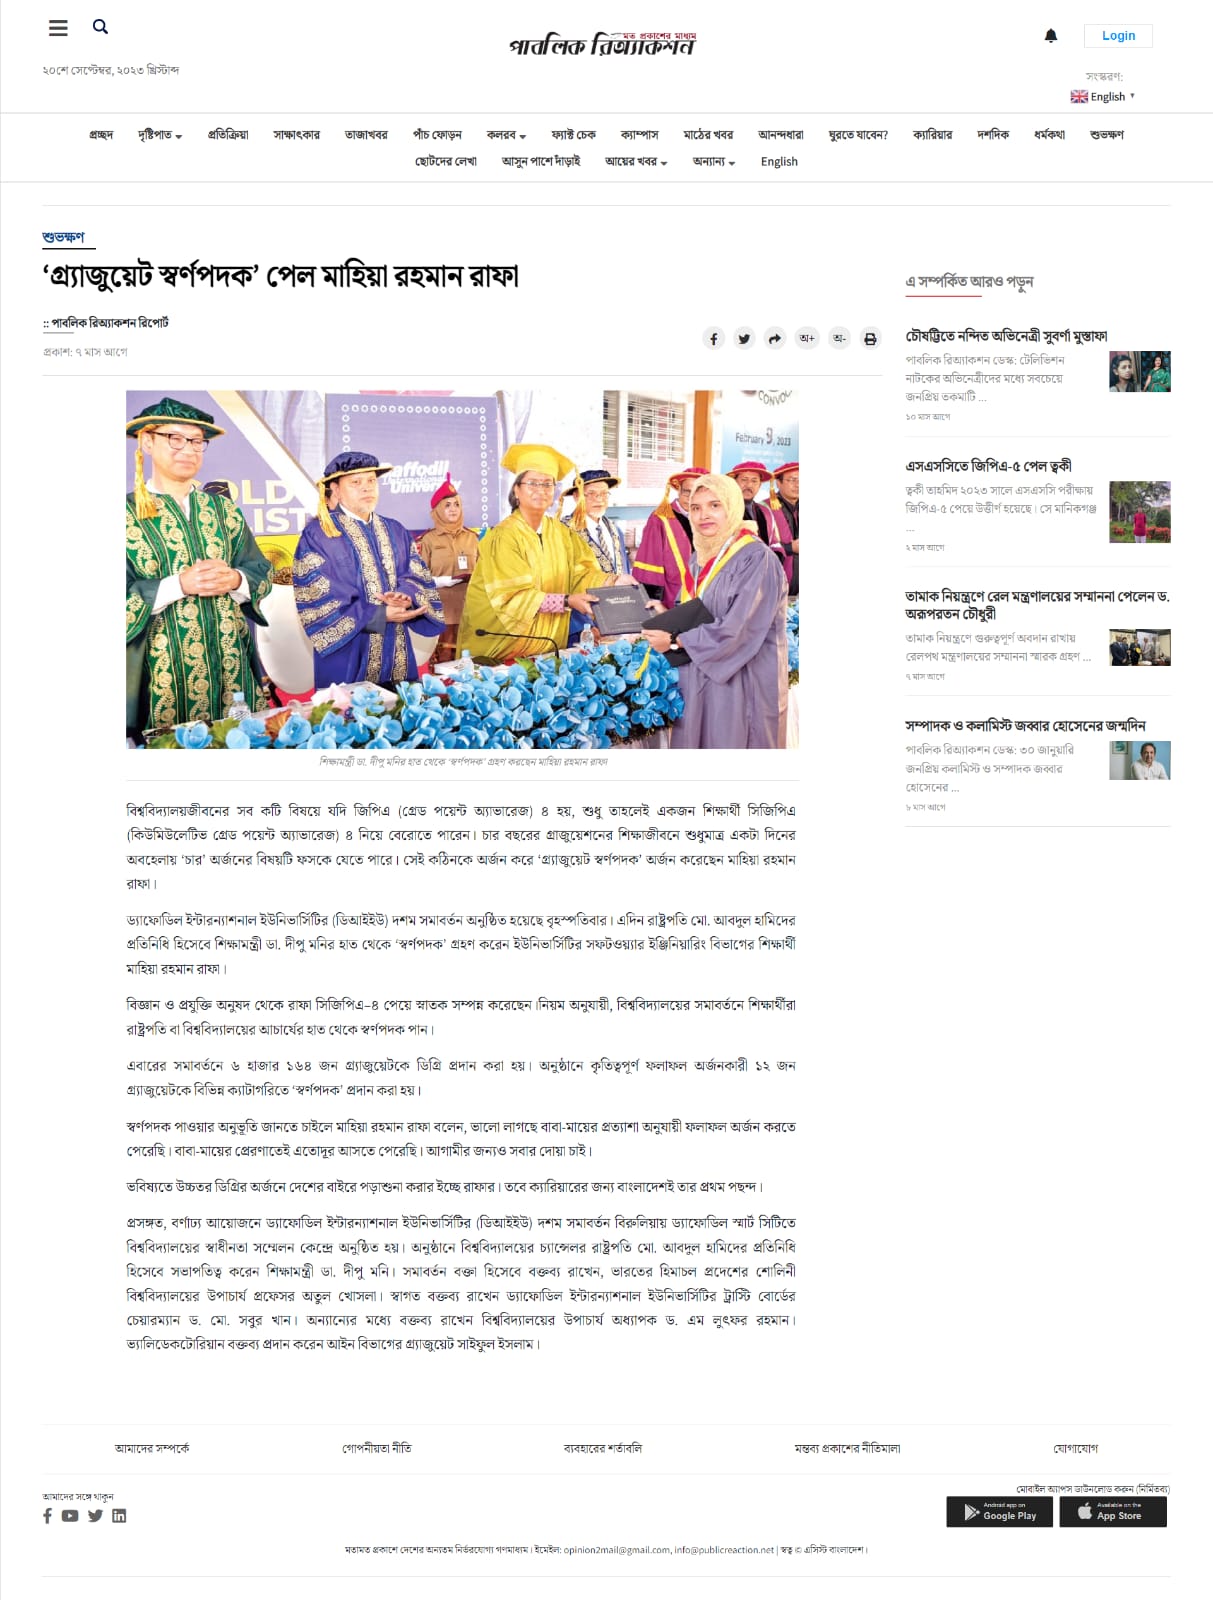 মত প্রকাশের মাধ্যম
পাবলিক রিঅ্যাকশন
Login
২০শে সেপ্টেম্বর, ২০২৩ খ্রিস্টাব্দ
সংস্করণ:
English
প্রচ্ছদ দৃষ্টিপাত প্রতিক্রিয়া সাক্ষাৎকার তাজাখবর পাঁচ ফোড়ন কলরব ফ্যাক্ট চেক ক্যাম্পাস মাঠের খবর আনন্দধারা ঘুরতে যাবেন? ক্যারিয়ার দশদিক ধর্মকথা শুভক্ষণ
ছোটদের লেখা আসুন পাশে দাঁড়াই আয়ের খবর অন্যান্য English
শুভক্ষণ
‘গ্র্যাজুয়েট স্বর্ণপদক’ পেল মাহিয়া রহমান রাফা
:: পাবলিক রিঅ্যাকশন রিপোর্ট
প্রকাশ: ৭ মাস আগে
অ+ অ-
CONVOC
February 9, 2023
GOLD
LIST
Daffodil
International
University
শিক্ষামন্ত্রী ডা. দীপু মনির হাত থেকে ‘স্বর্ণপদক’ গ্রহণ করছেন মাহিয়া রহমান রাফা
বিশ্ববিদ্যালয়জীবনের সব কটি বিষয়ে যদি জিপিএ (গ্রেড পয়েন্ট অ্যাভারেজ) ৪ হয়, শুধু তাহলেই একজন শিক্ষার্থী সিজিপিএ
(কিউমিউলেটিভ গ্রেড পয়েন্ট অ্যাভারেজ) ৪ নিয়ে বেরোতে পারেন। চার বছরের গ্রাজুয়েশনের শিক্ষাজীবনে শুধুমাত্র একটা দিনের
অবহেলায় ‘চার’ অর্জনের বিষয়টি ফসকে যেতে পারে। সেই কঠিনকে অর্জন করে ‘গ্র্যাজুয়েট স্বর্ণপদক’ অর্জন করেছেন মাহিয়া রহমান
রাফা।
ড্যাফোডিল ইন্টারন্যাশনাল ইউনিভার্সিটির (ডিআইইউ) দশম সমাবর্তন অনুষ্ঠিত হয়েছে বৃহস্পতিবার। এদিন রাষ্ট্রপতি মো. আবদুল হামিদের
প্রতিনিধি হিসেবে শিক্ষামন্ত্রী ডা. দীপু মনির হাত থেকে ‘স্বর্ণপদক’ গ্রহণ করেন ইউনিভার্সিটির সফটওয়্যার ইঞ্জিনিয়ারিং বিভাগের শিক্ষার্থী
মাহিয়া রহমান রাফা।
বিজ্ঞান ও প্রযুক্তি অনুষদ থেকে রাফা সিজিপিএ–৪ পেয়ে স্নাতক সম্পন্ন করেছেন।নিয়ম অনুযায়ী, বিশ্ববিদ্যালয়ের সমাবর্তনে শিক্ষার্থীরা
রাষ্ট্রপতি বা বিশ্ববিদ্যালয়ের আচার্যের হাত থেকে স্বর্ণপদক পান।
এবারের সমাবর্তনে ৬ হাজার ১৬৪ জন গ্র্যাজুয়েটকে ডিগ্রি প্রদান করা হয়। অনুষ্ঠানে কৃতিত্বপূর্ণ ফলাফল অর্জনকারী ১২ জন
গ্র্যাজুয়েটকে বিভিন্ন ক্যাটাগরিতে ‘স্বর্ণপদক’ প্রদান করা হয়।
স্বর্ণপদক পাওয়ার অনুভূতি জানতে চাইলে মাহিয়া রহমান রাফা বলেন, ভালো লাগছে বাবা-মায়ের প্রত্যাশা অনুযায়ী ফলাফল অর্জন করতে
পেরেছি। বাবা-মায়ের প্রেরণাতেই এতোদূর আসতে পেরেছি। আগামীর জন্যও সবার দোয়া চাই।
ভবিষ্যতে উচ্চতর ডিগ্রির অর্জনে দেশের বাইরে পড়াশুনা করার ইচ্ছে রাফার। তবে ক্যারিয়ারের জন্য বাংলাদেশই তার প্রথম পছন্দ।
প্রসঙ্গত, বর্ণাঢ্য আয়োজনে ড্যাফোডিল ইন্টারন্যাশনাল ইউনিভার্সিটির (ডিআইইউ) দশম সমাবর্তন বিরুলিয়ায় ড্যাফোডিল স্মার্ট সিটিতে
বিশ্ববিদ্যালয়ের স্বাধীনতা সম্মেলন কেন্দ্রে অনুষ্ঠিত হয়। অনুষ্ঠানে বিশ্ববিদ্যালয়ের চ্যান্সেলর রাষ্ট্রপতি মো. আবদুল হামিদের প্রতিনিধি
হিসেবে সভাপতিত্ব করেন শিক্ষামন্ত্রী ডা. দীপু মনি। সমাবর্তন বক্তা হিসেবে বক্তব্য রাখেন, ভারতের হিমাচল প্রদেশের শোলিনী
বিশ্ববিদ্যালয়ের উপাচার্য প্রফেসর অতুল খোসলা। স্বাগত বক্তব্য রাখেন ড্যাফোডিল ইন্টারন্যাশনাল ইউনিভার্সিটির ট্রাস্টি বোর্ডের
চেয়ারম্যান ড. মো. সবুর খান। অন্যান্যের মধ্যে বক্তব্য রাখেন বিশ্ববিদ্যালয়ের উপাচার্য অধ্যাপক ড. এম লুৎফর রহমান।
ভ্যালিডেকটোরিয়ান বক্তব্য প্রদান করেন আইন বিভাগের গ্র্যাজুয়েট সাইফুল ইসলাম।
এ সম্পর্কিত আরও পড়ুন
চৌষট্টিতে নন্দিত অভিনেত্রী সুবর্ণা মুস্তাফা
পাবলিক রিঅ্যাকশন ডেস্ক: টেলিভিশন
নাটকের অভিনেত্রীদের মধ্যে সবচেয়ে
জনপ্রিয় তকমাটি ...
১০ মাস আগে
এসএসসিতে জিপিএ-৫ পেল ত্বকী
ত্বকী তাহমিদ ২০২৩ সালে এসএসসি পরীক্ষায়
জিপিএ-৫ পেয়ে উত্তীর্ণ হয়েছে। সে মানিকগঞ্জ
...
২ মাস আগে
তামাক নিয়ন্ত্রণে রেল মন্ত্রণালয়ের সম্মাননা পেলেন ড.
অরূপরতন চৌধুরী
তামাক নিয়ন্ত্রণে গুরুত্বপূর্ণ অবদান রাখায়
রেলপথ মন্ত্রণালয়ের সম্মাননা স্মারক গ্রহণ ...
৭ মাস আগে
সম্পাদক ও কলামিস্ট জব্বার হোসেনের জন্মদিন
পাবলিক রিঅ্যাকশন ডেস্ক: ৩০ জানুয়ারি
জনপ্রিয় কলামিস্ট ও সম্পাদক জব্বার
হোসেনের ...
৮ মাস আগে
আমাদের সম্পর্কে গোপনীয়তা নীতি ব্যবহারের শর্তাবলি মন্তব্য প্রকাশের নীতিমালা যোগাযোগ
আমাদের সঙ্গে থাকুন
মোবাইল অ্যাপস ডাউনলোড করুন (নির্মিতব্য)
Android app on
Google Play
Available on the
App Store
মতামত প্রকাশে দেশের অন্যতম নির্ভরযোগ্য গণমাধ্যম। ইমেইল: opinion2mail@gmail.com, info@publicreaction.net | স্বত্ব © এসিস্ট বাংলাদেশ।